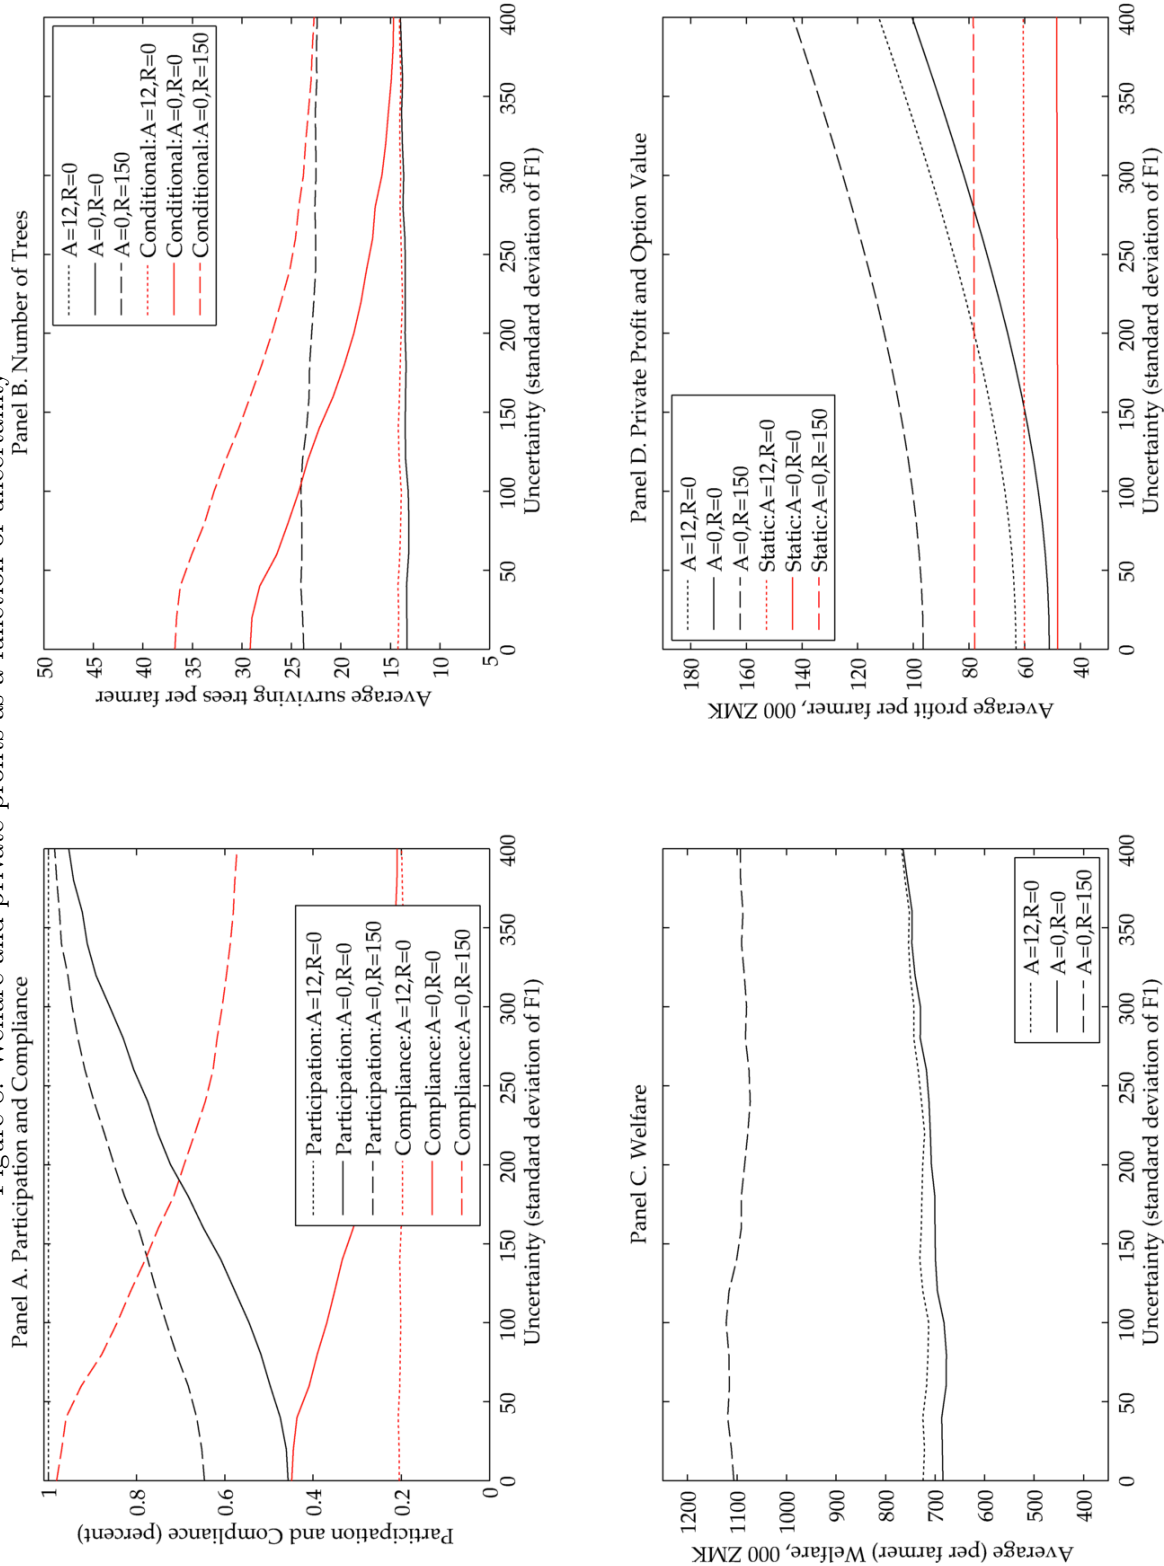 Figure 8: Welfare and private profits as a function of uncertainty
Panel A. Participation and Compliance
Participation and Compliance (percent)
1
0.8
0.6
0.4
0.2
0
0 50 100 150 200 250 300 350 400
Uncertainty (standard deviation of F1)
Participation:A=12,R=0
Participation:A=0,R=0
Participation:A=0,R=150
Compliance:A=12,R=0
Compliance:A=0,R=0
Compliance:A=0,R=150
Panel B. Number of Trees
Average surviving trees per farmer
50
45
40
35
30
25
20
15
10
5
0 50 100 150 200 250 300 350 400
Uncertainty (standard deviation of F1)
A=12,R=0
A=0,R=0
A=0,R=150
Conditional:A=12,R=0
Conditional:A=0,R=0
Conditional:A=0,R=150
Panel C. Welfare
Average (per farmer) Welfare, 000 ZMK
1200
1100
1000
900
800
700
600
500
400
0 50 100 150 200 250 300 350 400
Uncertainty (standard deviation of F1)
A=12,R=0
A=0,R=0
A=0,R=150
Panel D. Private Profit and Option Value
Average profit per farmer, 000 ZMK
180
160
140
120
100
80
60
40
0 50 100 150 200 250 300 350 400
Uncertainty (standard deviation of F1)
A=12,R=0
A=0,R=0
A=0,R=150
Static:A=12,R=0
Static:A=0,R=0
Static:A=0,R=150